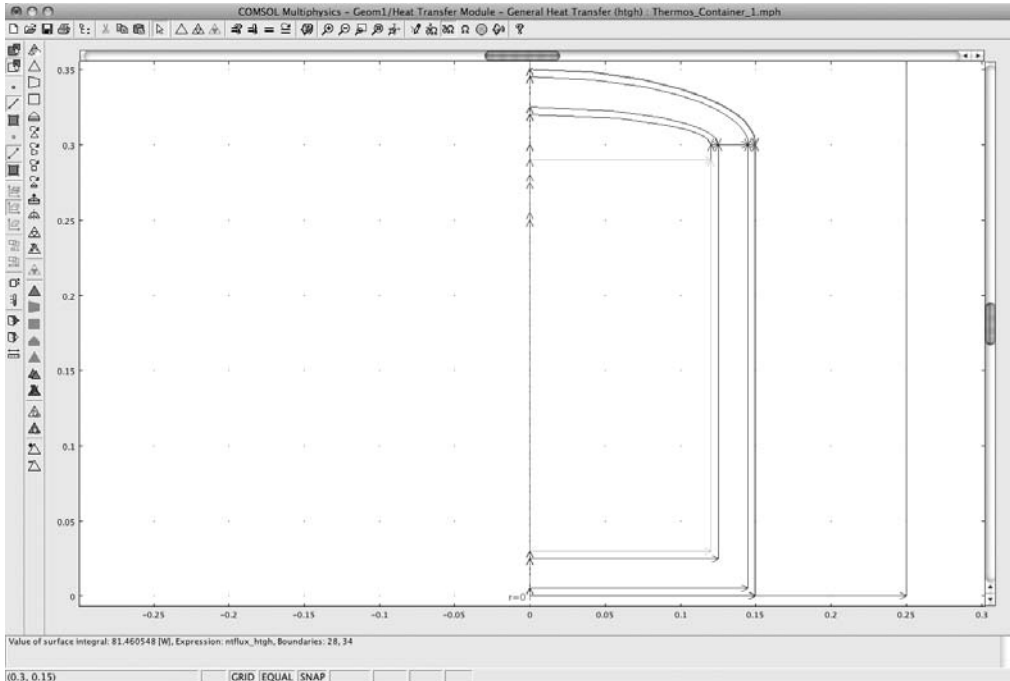 COMSOL Multiphysics - Geom1/Heat Transfer Module - General Heat Transfer (htgh) : Thermos_Container_1.mph
0.35
0.3
0.25
0.2
0.15
0.1
0.05
0
r=0
-0.25 -0.2 -0.15 -0.1 -0.05 0 0.05 0.1 0.15 0.2 0.25 0.3
Value of surface integral: 81.460548 [W], Expression: ntflux_htgh, Boundaries: 28, 34
(0.3, 0.15) GRID EQUAL SNAP